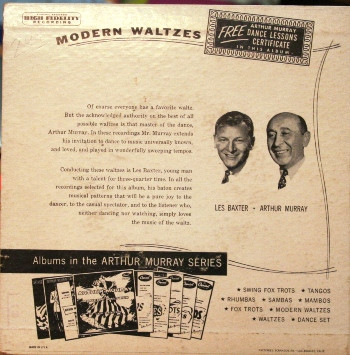 HIGH FIDELITY
RECORDING
MODERN WALTZES
FREE
ARTHUR MURRAY
DANCE LESSONS
CERTIFICATE
IN THIS ALBUM
Of course everyone has a favorite waltz.
But the acknowledged authority on the best of all
possible waltzes is that master of the dance,
Arthur Murray. In these recordings Mr. Murray extends
his invitation to dance to music universally known,
and loved, and played in wonderfully sweeping tempos.
Conducting these waltzes is Les Baxter, young man
with a talent for three-quarter time. In all the
recordings selected for this album, his baton creates
musical patterns that will be a pure joy to the
dancer, to the casual spectator, and to the listener who,
neither dancing nor watching, simply loves
the music of the waltz.
LES BAXTER · ARTHUR MURRAY
Albums in the ARTHUR MURRAY SERIES
★ SWING FOX TROTS ★ TANGOS
★ RHUMBAS ★ SAMBAS ★ MAMBOS
★ FOX TROTS ★ MODERN WALTZES
★ WALTZES ★ DANCE SET